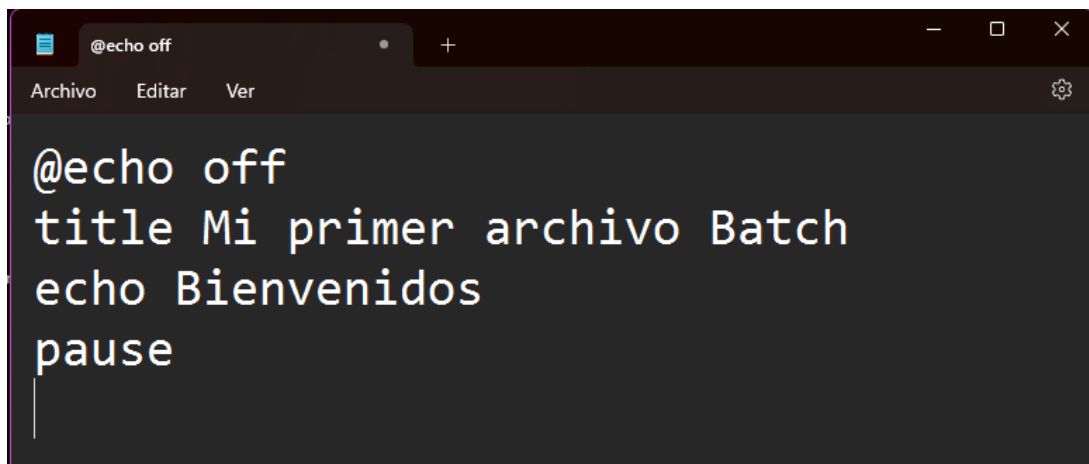 @echo off
Archivo Editar Ver
@echo off
title Mi primer archivo Batch
echo Bienvenidos
pause